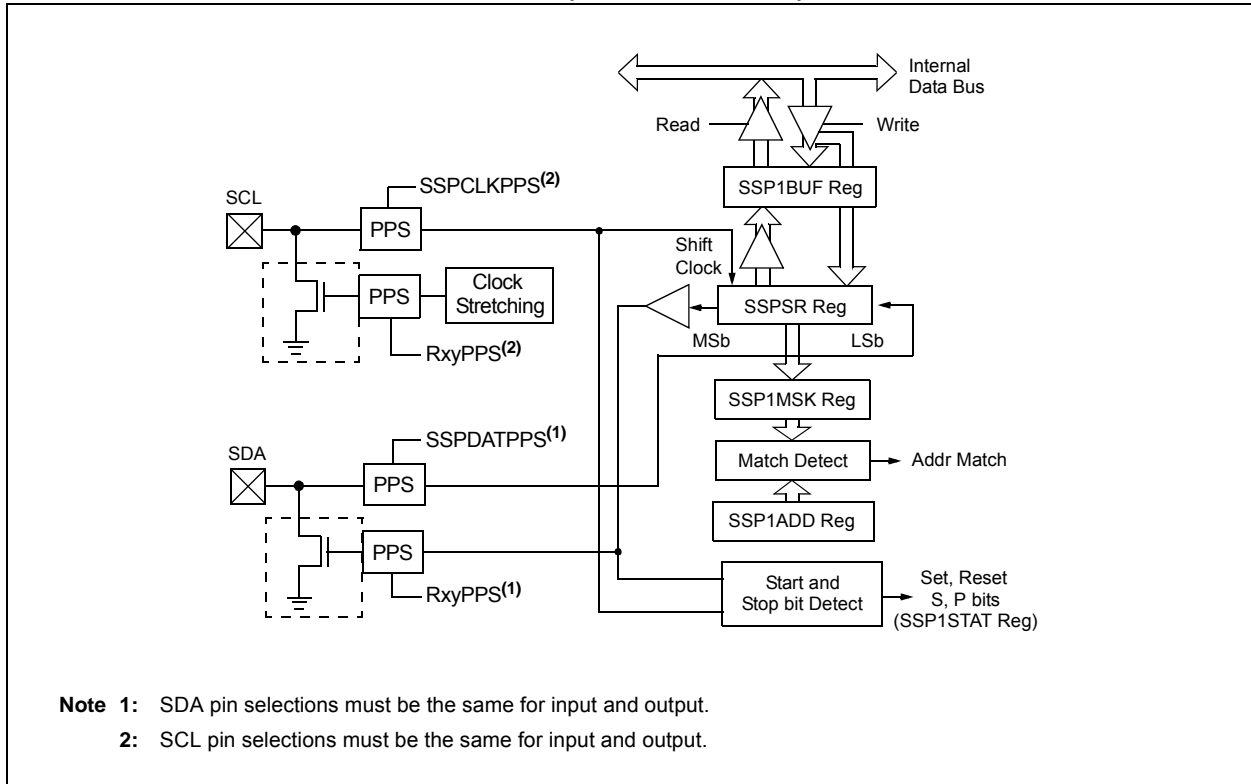 Internal
Data Bus
Read
Write
SSP1BUF Reg
SSPCLKPPS(2)
SCL
PPS
Shift
Clock
PPS
Clock
Stretching
SSPSR Reg
MSb
LSb
RxyPPS(2)
SSP1MSK Reg
SSPDATPPS(1)
SDA
Match Detect
Addr Match
PPS
SSP1ADD Reg
PPS
RxyPPS(1)
Start and
Stop bit Detect
Set, Reset
S, P bits
(SSP1STAT Reg)
Note 1: SDA pin selections must be the same for input and output.
2: SCL pin selections must be the same for input and output.